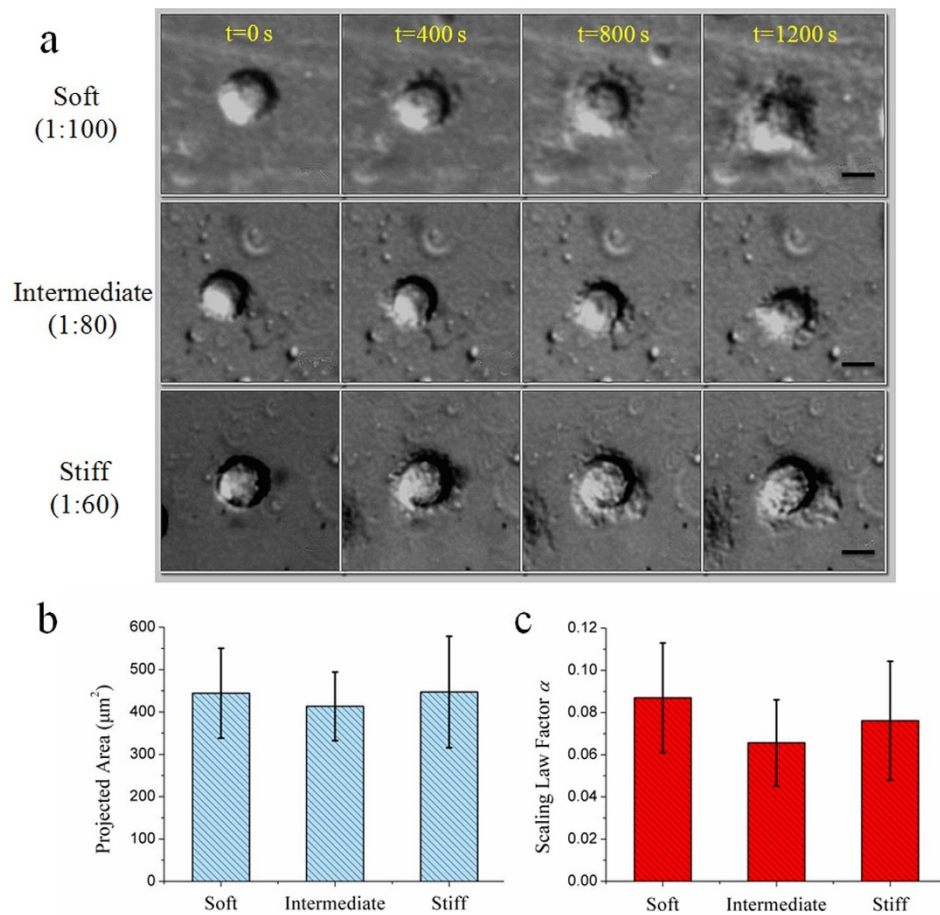 a
t=0 s t=400 s t=800 s t=1200 s
Soft
(1:100)
Intermediate
(1:80)
Stiff
(1:60)
b
Projected Area (μm²)
600
500
400
300
200
100
0
Soft Intermediate Stiff
c
Scaling Law Factor α
0.12
0.10
0.08
0.06
0.04
0.02
0.00
Soft Intermediate Stiff